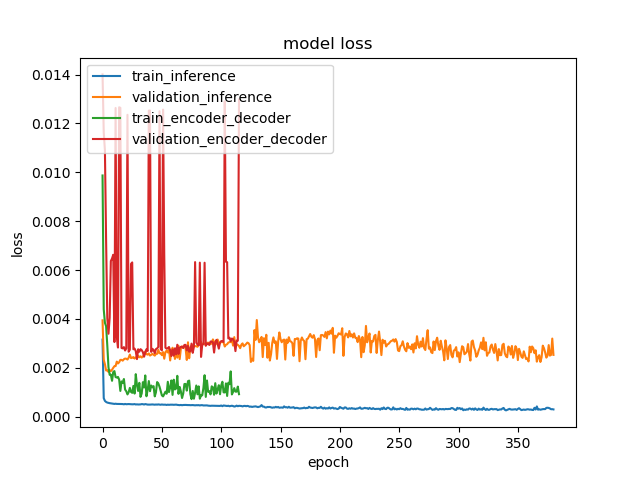 model loss
train_inference
validation_inference
train_encoder_decoder
validation_encoder_decoder
0.014
0.012
0.010
0.008
0.006
0.004
0.002
0.000
loss
0 50 100 150 200 250 300 350
epoch